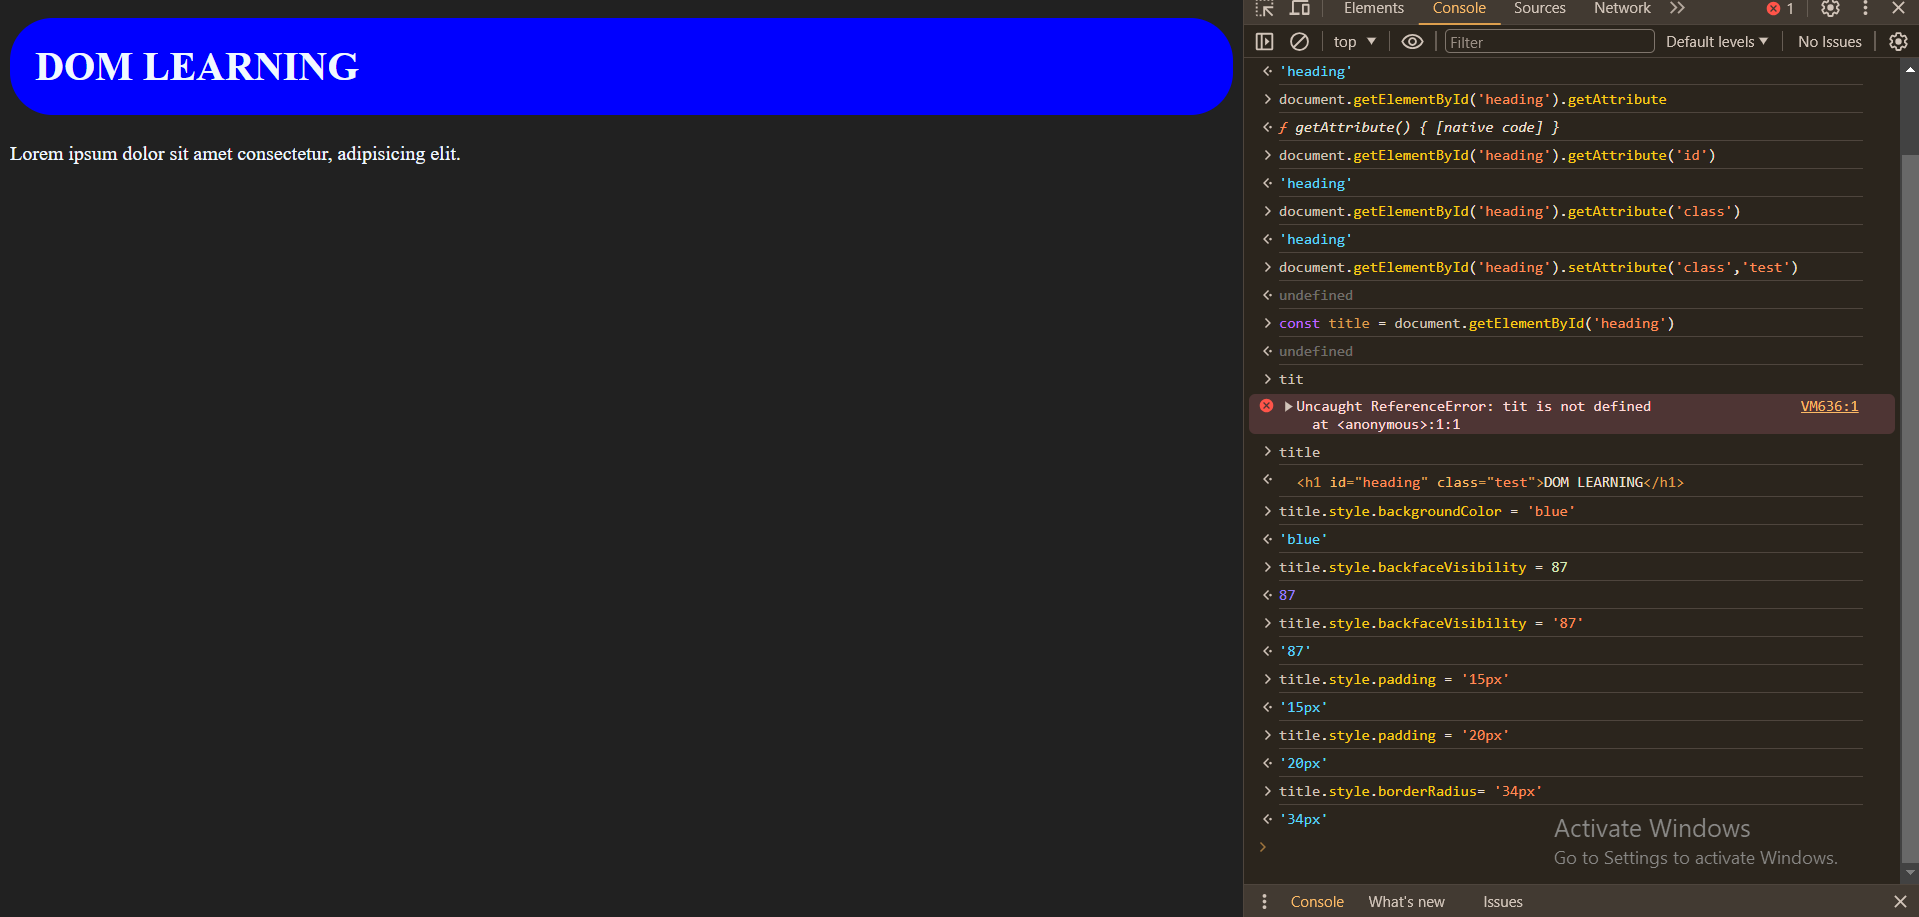 DOM LEARNING
Lorem ipsum dolor sit amet consectetur, adipisicing elit.
Elements Console Sources Network 1
top Filter Default levels No Issues
'heading'
document.getElementById('heading').getAttribute
ƒ getAttribute() { [native code] }
document.getElementById('heading').getAttribute('id')
'heading'
document.getElementById('heading').getAttribute('class')
'heading'
document.getElementById('heading').setAttribute('class','test')
undefined
const title = document.getElementById('heading')
undefined
tit
Uncaught ReferenceError: tit is not defined VM636:1
at <anonymous>:1:1
title
<h1 id="heading" class="test">DOM LEARNING</h1>
title.style.backgroundColor = 'blue'
'blue'
title.style.backfaceVisibility = 87
87
title.style.backfaceVisibility = '87'
'87'
title.style.padding = '15px'
'15px'
title.style.padding = '20px'
'20px'
title.style.borderRadius= '34px'
'34px'
Activate Windows
Go to Settings to activate Windows.
Console What's new Issues